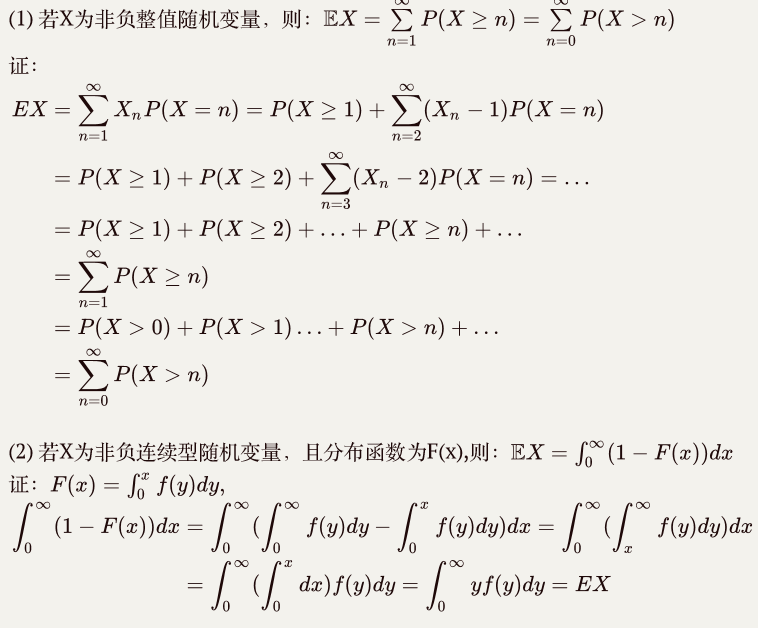 (1) 若X为非负整值随机变量，则：𝔼X = ∑_{n=1}^{∞} P(X ≥ n) = ∑_{n=0}^{∞} P(X > n)
证：
EX = ∑_{n=1}^{∞} X_n P(X = n) = P(X ≥ 1) + ∑_{n=2}^{∞} (X_n − 1)P(X = n)
= P(X ≥ 1) + P(X ≥ 2) + ∑_{n=3}^{∞} (X_n − 2)P(X = n) = ...
= P(X ≥ 1) + P(X ≥ 2) + ... + P(X ≥ n) + ...
= ∑_{n=1}^{∞} P(X ≥ n)
= P(X > 0) + P(X > 1) ... + P(X > n) + ...
= ∑_{n=0}^{∞} P(X > n)
(2) 若X为非负连续型随机变量，且分布函数为F(x),则：𝔼X = ∫_0^∞ (1 − F(x))dx
证：F(x) = ∫_0^x f(y)dy,
∫_0^∞ (1 − F(x))dx = ∫_0^∞ (∫_0^∞ f(y)dy − ∫_0^x f(y)dy)dx = ∫_0^∞ (∫_x^∞ f(y)dy)dx
= ∫_0^∞ (∫_0^x dx)f(y)dy = ∫_0^∞ yf(y)dy = EX